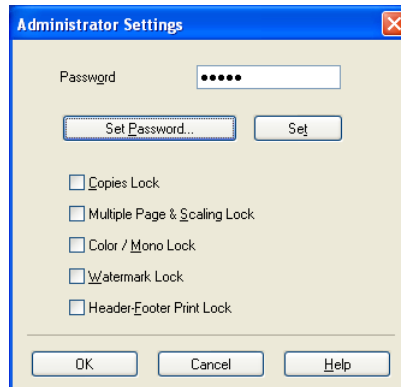 Administrator Settings
Password
●●●●●
Set Password... Set
Copies Lock
Multiple Page & Scaling Lock
Color / Mono Lock
Watermark Lock
Header-Footer Print Lock
OK Cancel Help